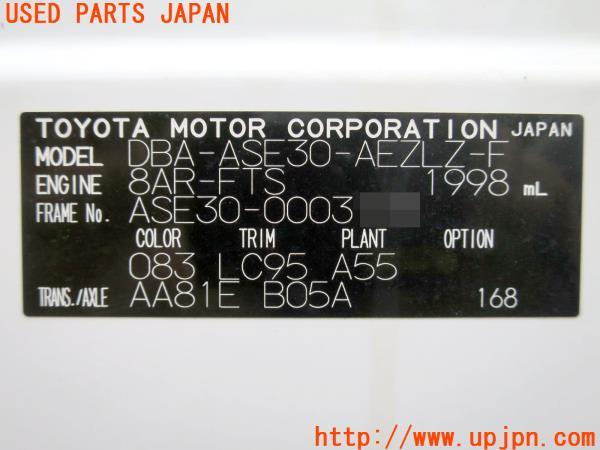 USED PARTS JAPAN
TOYOTA MOTOR CORPORATION JAPAN
MODEL DBA-ASE30-AEZLZ-F
ENGINE 8AR-FTS 1998 mL
FRAME No. ASE30-0003
COLOR TRIM PLANT OPTION
083 LC95 A55
TRANS./AXLE AA81E B05A 168
http://www.upjpn.com/